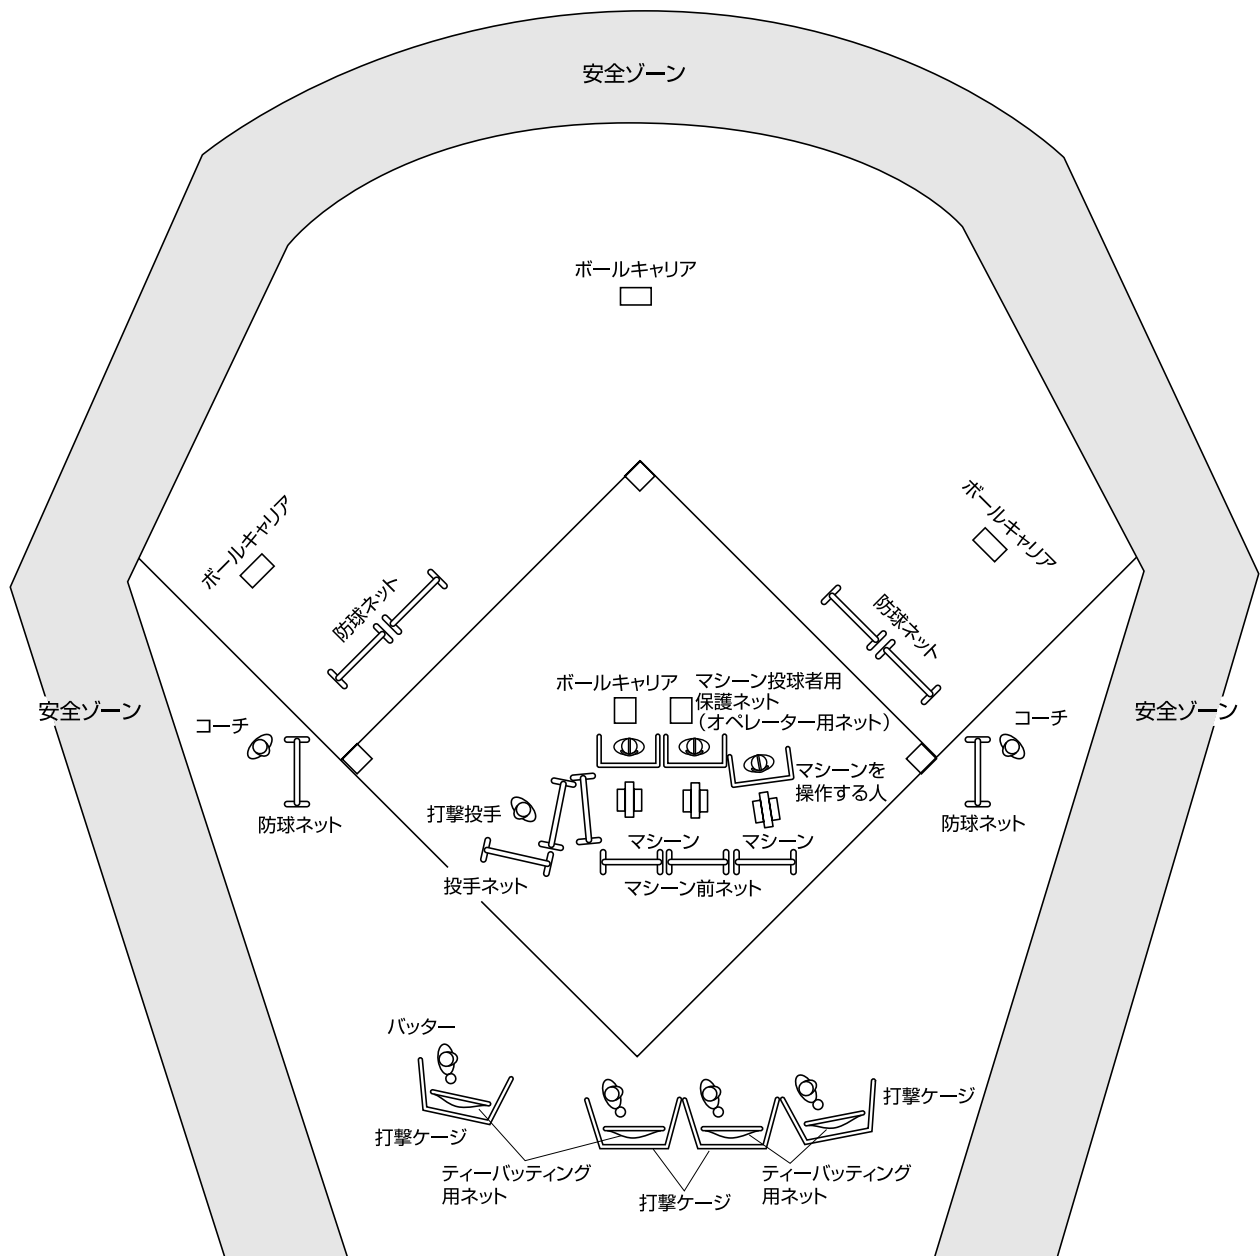 安全ゾーン
ボールキャリア
ボールキャリア
ボールキャリア
防球ネット
防球ネット
ボールキャリア
マシーン投球者用
保護ネット
（オペレーター用ネット）
安全ゾーン
安全ゾーン
コーチ
コーチ
マシーンを
操作する人
打撃投手
防球ネット
防球ネット
マシーン
マシーン
投手ネット
マシーン前ネット
バッター
打撃ケージ
打撃ケージ
ティーバッティング
用ネット
ティーバッティング
用ネット
打撃ケージ